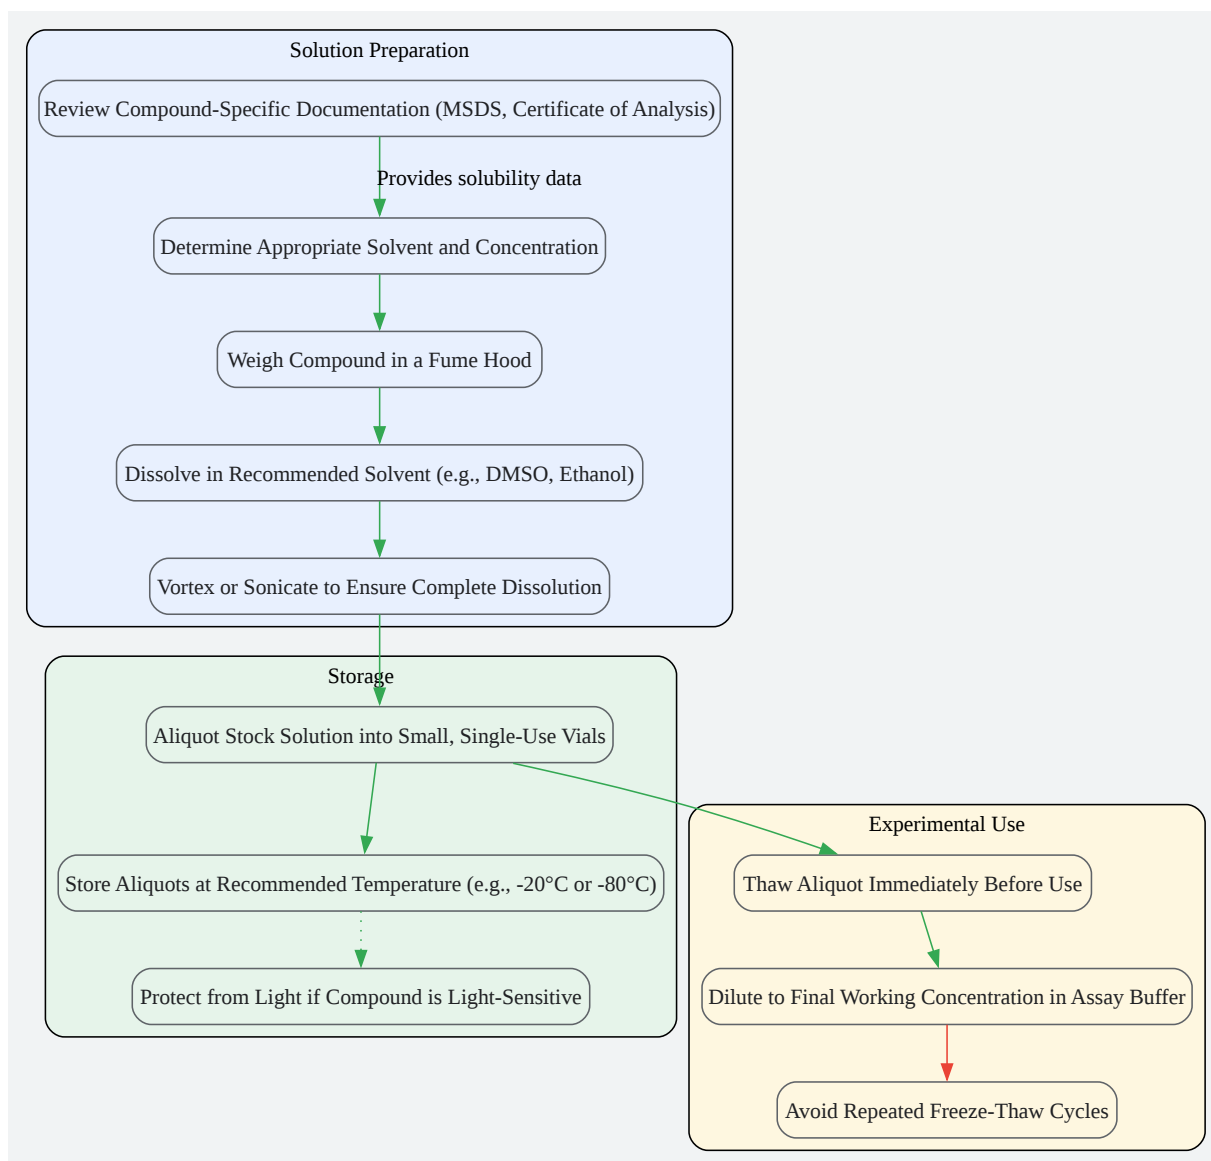 Solution Preparation
Review Compound-Specific Documentation (MSDS, Certificate of Analysis)
Provides solubility data
Determine Appropriate Solvent and Concentration
Weigh Compound in a Fume Hood
Dissolve in Recommended Solvent (e.g., DMSO, Ethanol)
Vortex or Sonicate to Ensure Complete Dissolution
Storage
Aliquot Stock Solution into Small, Single-Use Vials
Store Aliquots at Recommended Temperature (e.g., -20°C or -80°C)
Protect from Light if Compound is Light-Sensitive
Experimental Use
Thaw Aliquot Immediately Before Use
Dilute to Final Working Concentration in Assay Buffer
Avoid Repeated Freeze-Thaw Cycles